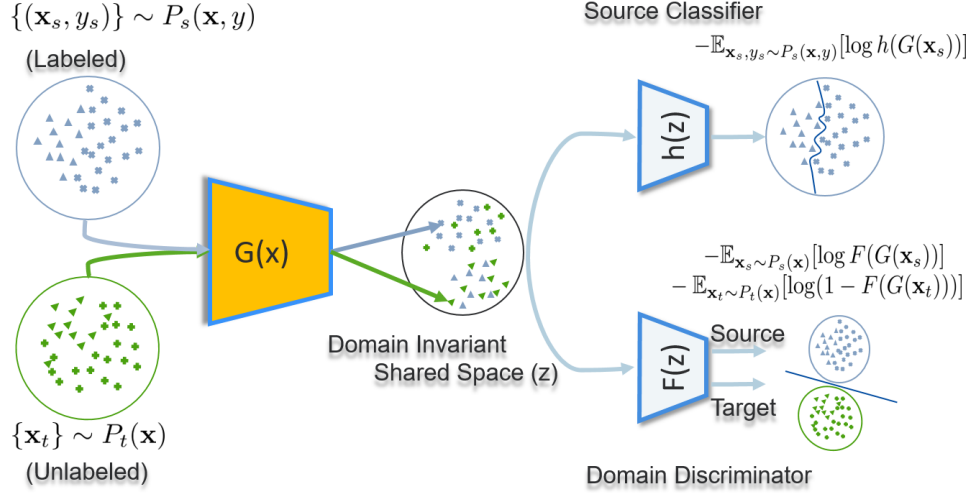 {(x_s, y_s)} ∼ P_s(x, y)
(Labeled)
Source Classifier
−𝔼_{x_s,y_s∼P_s(x,y)}[log h(G(x_s))]
h(z)
G(x)
Domain Invariant
Shared Space (z)
−𝔼_{x_s∼P_s(x)}[log F(G(x_s))]
− 𝔼_{x_t∼P_t(x)}[log(1 − F(G(x_t)))]
F(z)
Source
Target
Domain Discriminator
{x_t} ∼ P_t(x)
(Unlabeled)